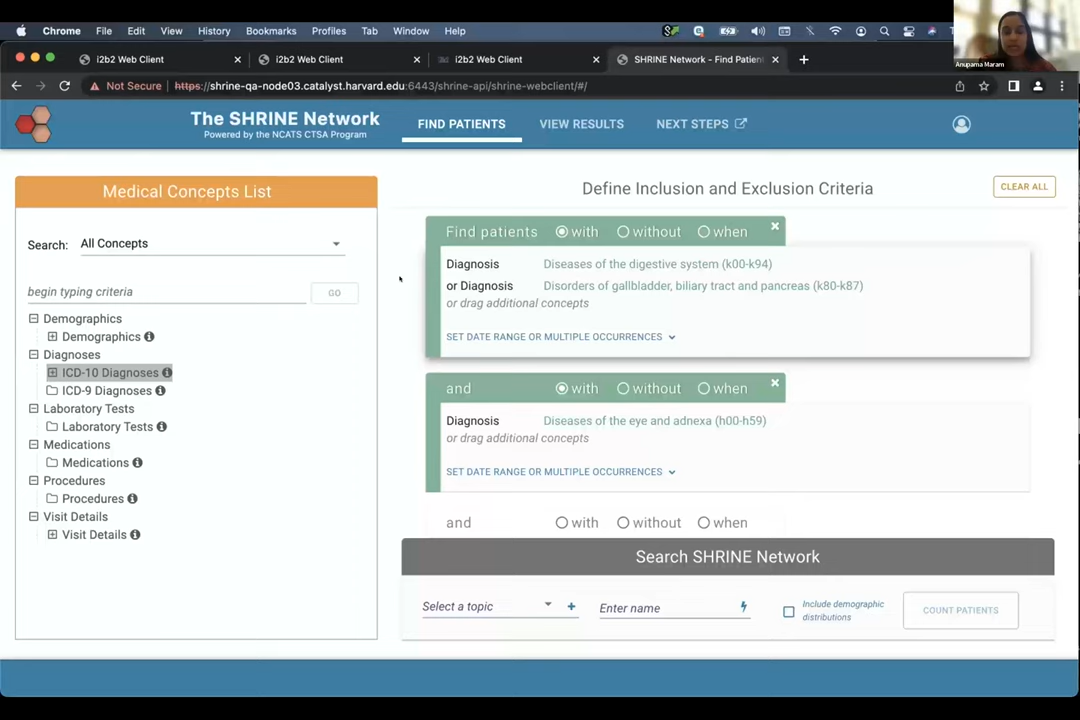 Chrome File Edit View History Bookmarks Profiles Tab Window Help
i2b2 Web Client
i2b2 Web Client
i2b2 Web Client
SHRINE Network - Find Patien
Anupama Maram
Not Secure https://shrine-qa-node03.catalyst.harvard.edu:6443/shrine-api/shrine-webclient/#/
The SHRINE Network
Powered by the NCATS CTSA Program
FIND PATIENTS
VIEW RESULTS
NEXT STEPS
Medical Concepts List
Search: All Concepts
begin typing criteria
GO
Demographics
Demographics
Diagnoses
ICD-10 Diagnoses
ICD-9 Diagnoses
Laboratory Tests
Laboratory Tests
Medications
Medications
Procedures
Procedures
Visit Details
Visit Details
Define Inclusion and Exclusion Criteria
CLEAR ALL
Find patients with without when
Diagnosis Diseases of the digestive system (k00-k94)
or Diagnosis Disorders of gallbladder, biliary tract and pancreas (k80-k87)
or drag additional concepts
SET DATE RANGE OR MULTIPLE OCCURRENCES
and with without when
Diagnosis Diseases of the eye and adnexa (h00-h59)
or drag additional concepts
SET DATE RANGE OR MULTIPLE OCCURRENCES
and with without when
Search SHRINE Network
Select a topic
Enter name
Include demographic
distributions
COUNT PATIENTS